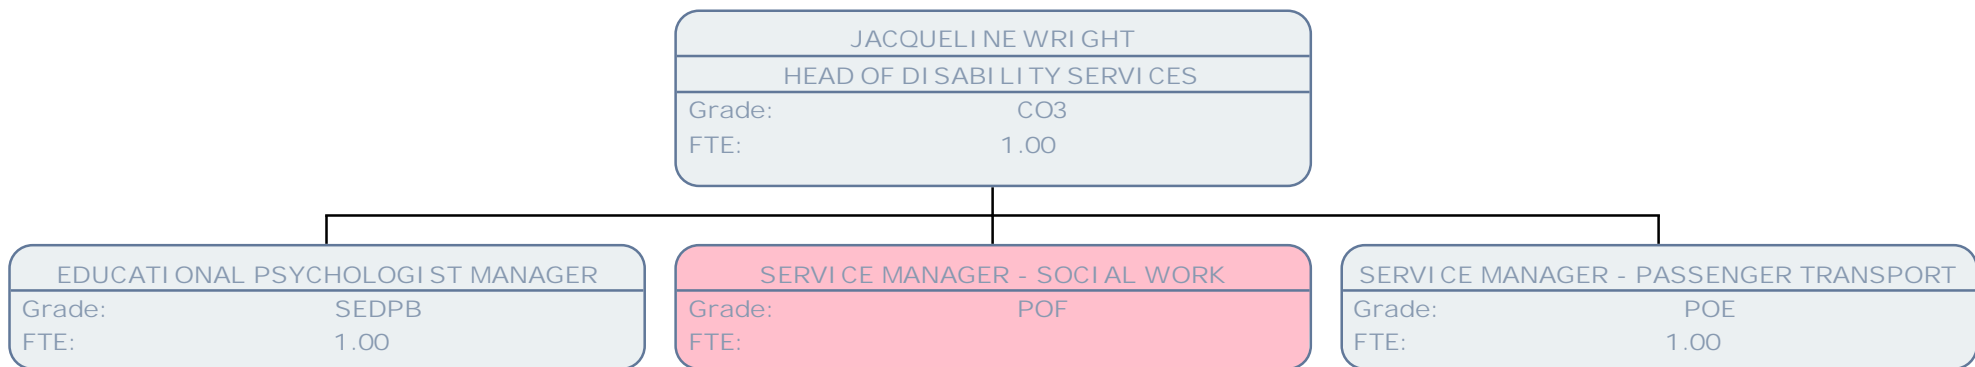 JACQUELINE WRIGHT
HEAD OF DISABILITY SERVICES
Grade: CO3
FTE: 1.00
EDUCATIONAL PSYCHOLOGIST MANAGER
Grade: SEDPB
FTE: 1.00
SERVICE MANAGER - SOCIAL WORK
Grade: POF
FTE:
SERVICE MANAGER - PASSENGER TRANSPORT
Grade: POE
FTE: 1.00